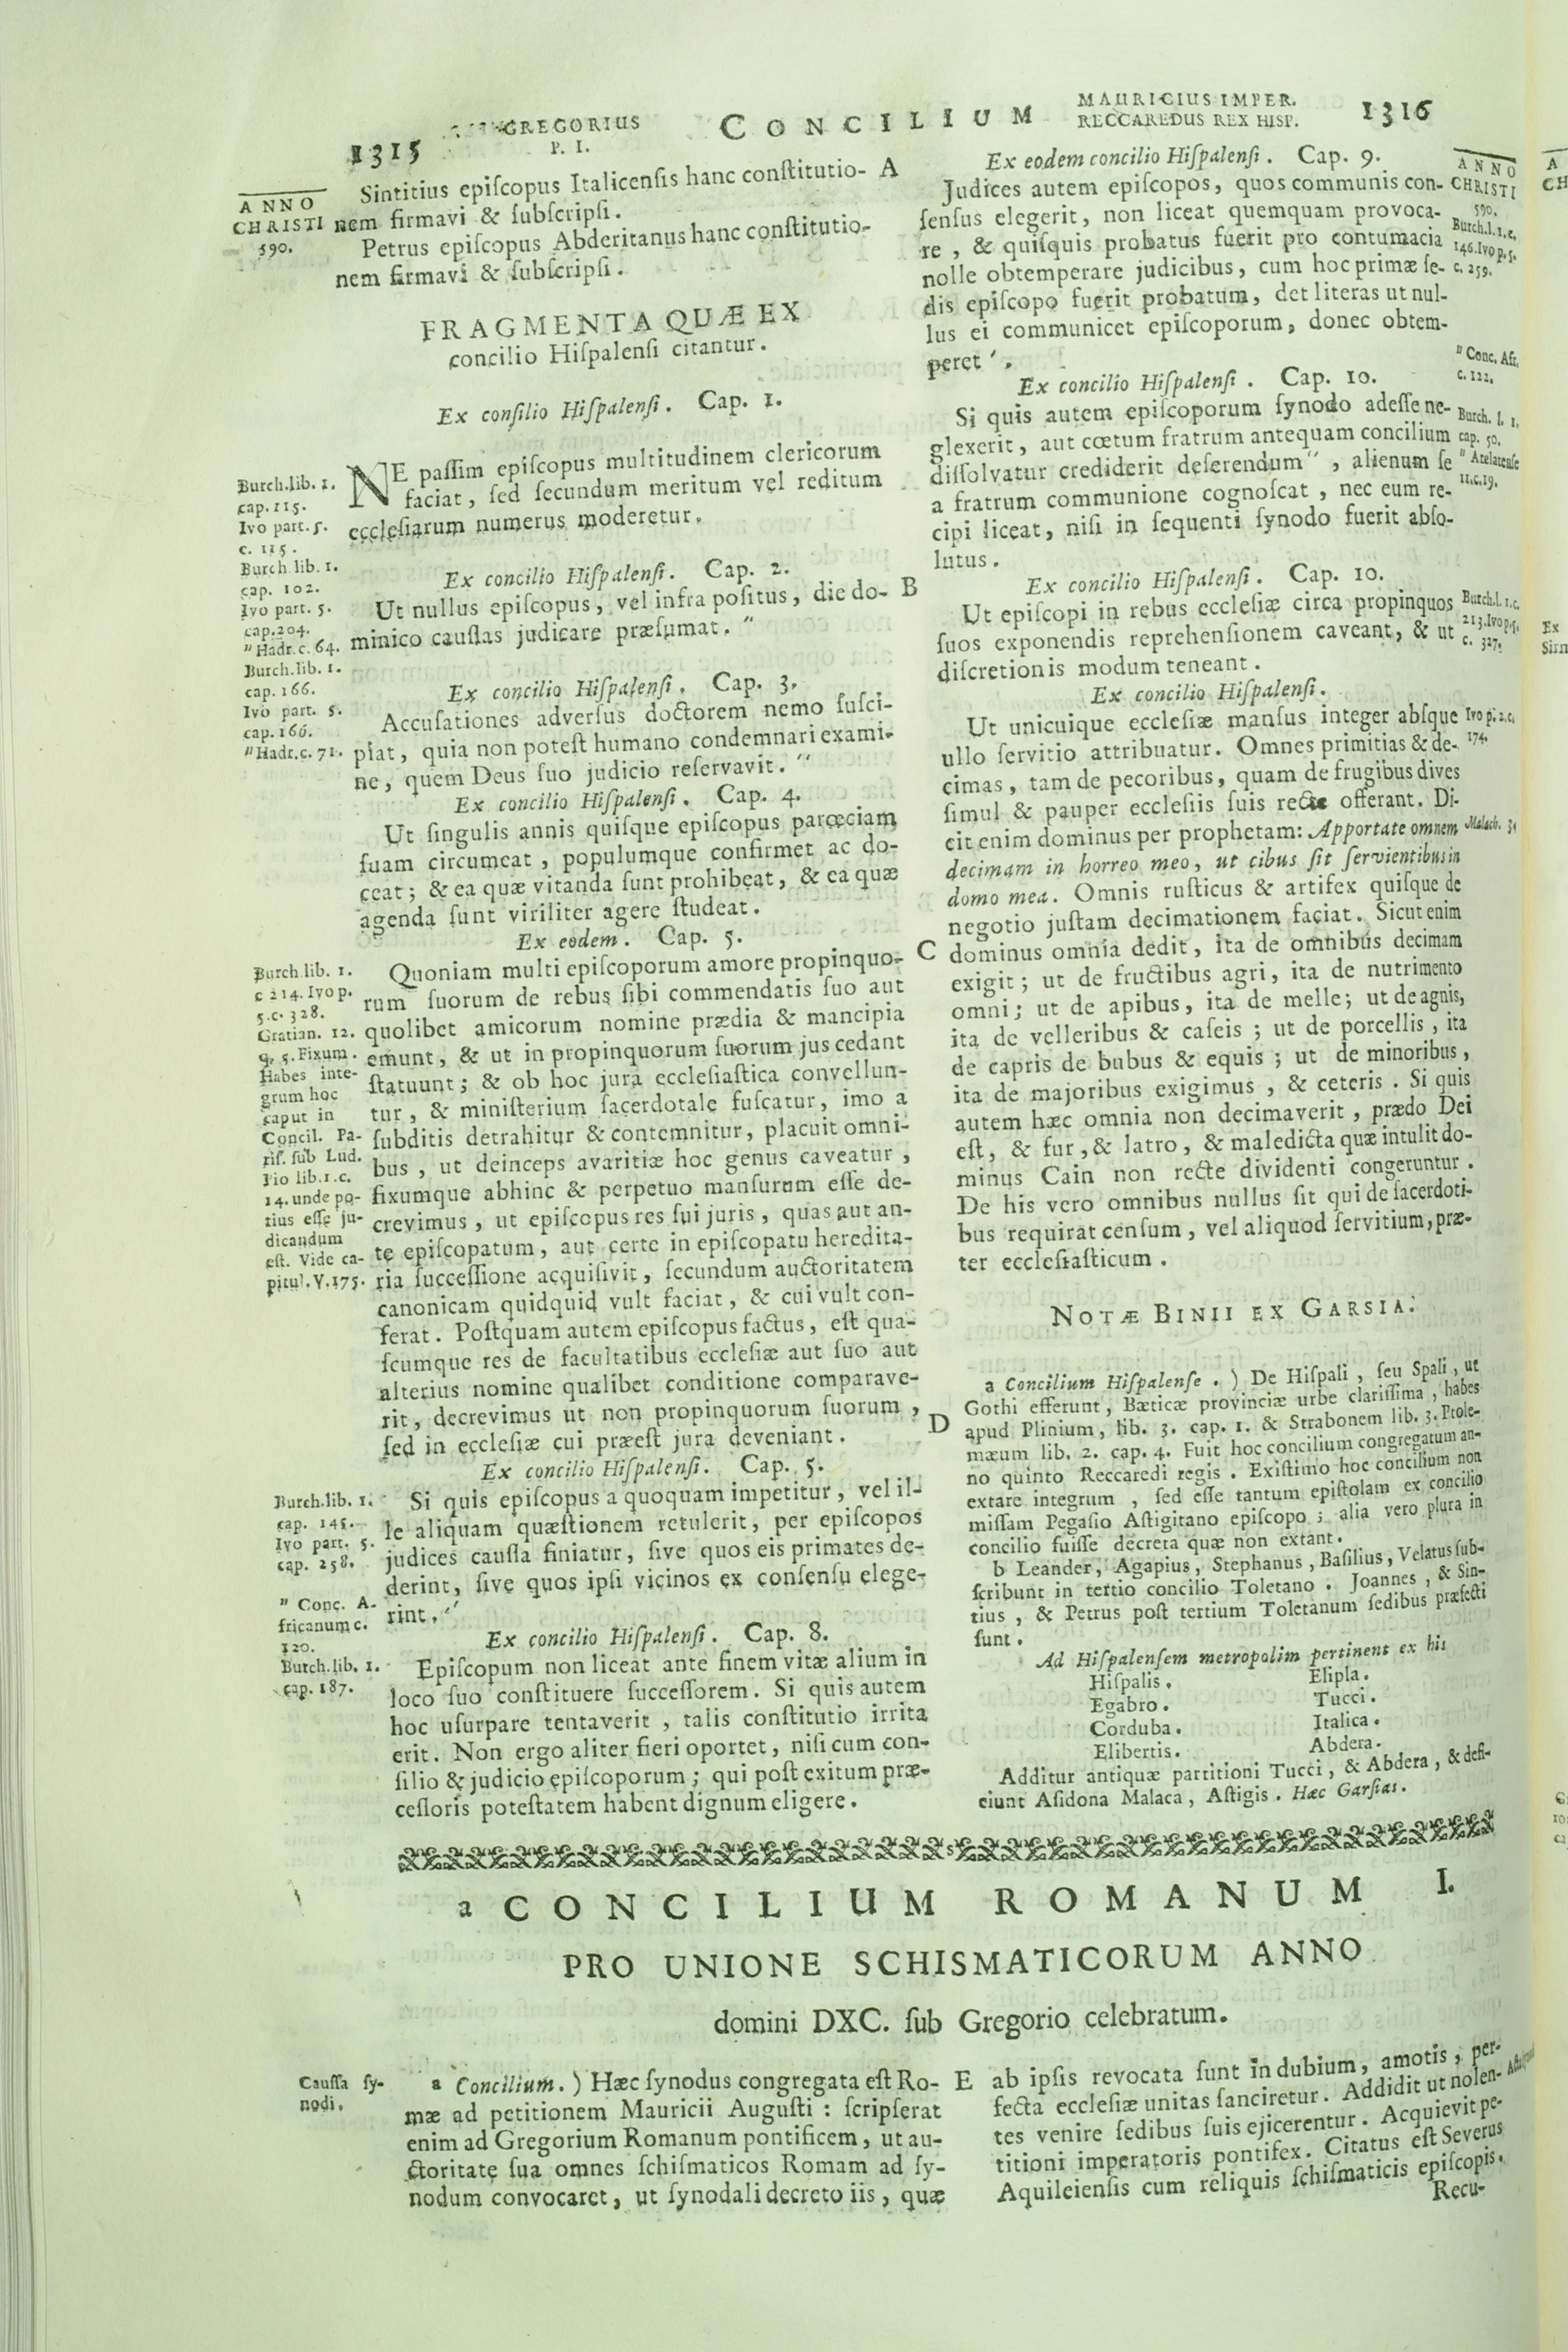 1315
GREGORIUS
P. I.
CONCILIUM
MAURICIUS IMPER.
RECCAREDUS REX HISP.
1316
ANNO
CHRISTI
590.
Sintitius epiſcopus Italicenſis hanc conſtitutio-
nem firmavi & ſubſcripſi.
Petrus epiſcopus Abderitanus hanc conſtitutio-
nem firmavi & ſubſcripſi.
A
FRAGMENTA QUÆ EX
concilio Hiſpalenſi citantur.
Ex conſilio Hiſpalenſi. Cap. 1.
Burch.lib. 1.
cap. 115.
Ivo part. 5.
c. 115.
NE paſſim epiſcopus multitudinem clericorum
faciat, ſed ſecundum meritum vel reditum
eccleſiarum numerus moderetur.
Burch.lib. 1.
cap. 102.
Ivo part. 5.
cap.204.
" Hadr. c. 64.
Ex concilio Hiſpalenſi. Cap. 2.
Ut nullus epiſcopus, vel infra poſitus, die do-
minico cauſſas judicare præſumat. "
B
Burch.lib. 1.
cap. 166.
Ivo part. 5.
cap. 166.
" Hadr.c. 71.
Ex concilio Hiſpalenſi. Cap. 3.
Accuſationes adverſus doctorem nemo ſuſci-
piat, quia non poteſt humano condemnari exami-
ne, quem Deus ſuo judicio reſervavit. "
Ex concilio Hiſpalenſi. Cap. 4.
Ut ſingulis annis quiſque epiſcopus parœciam
ſuam circumeat, populumque confirmet ac do-
ceat; & ea quæ vitanda ſunt prohibeat, & ea quæ
agenda ſunt viriliter agere ſtudeat.
Ex eodem. Cap. 5.
Burch lib. 1.
c 214. Ivo p.
5.c. 328.
Gratian. 12.
q. 5. Fixum.
Habes inte-
grum hoc
caput in
Concil. Pa-
riſ. ſub Lud.
Pio lib.1.c.
14. unde po-
tius eſſe ju-
dicandum
eſt. Vide ca-
pitul. V.175.
Quoniam multi epiſcoporum amore propinquo-
rum ſuorum de rebus ſibi commendatis ſuo aut
quolibet amicorum nomine prædia & mancipia
emunt, & ut in propinquorum ſuorum jus cedant
ſtatuunt; & ob hoc jura eccleſiaſtica convellun-
tur, & miniſterium ſacerdotale fuſcatur, imo a
ſubditis detrahitur & contemnitur, placuit omni-
bus, ut deinceps avaritiæ hoc genus caveatur,
fixumque abhinc & perpetuo manſurum eſſe de-
crevimus, ut epiſcopus res ſui juris, quas aut an-
te epiſcopatum, aut certe in epiſcopatu heredita-
ria ſucceſſione acquiſivit, ſecundum auctoritatem
canonicam quidquid vult faciat, & cui vult con-
ferat. Poſtquam autem epiſcopus factus, eſt qua-
ſcumque res de facultatibus eccleſiæ aut ſuo aut
alterius nomine qualibet conditione comparave-
rit, decrevimus ut non propinquorum ſuorum,
ſed in eccleſiæ cui præeſt jura deveniant.
C
D
Ex concilio Hiſpalenſi. Cap. 5.
Burch.lib. 1.
cap. 145.
Ivo part. 5.
cap. 258.
" Conc. A-
fricanum c.
120.
Si quis epiſcopus a quoquam impetitur, vel il-
le aliquam quæſtionem retulerit, per epiſcopos
judices cauſſa finiatur, ſive quos eis primates de-
derint, ſive quos ipſi vicinos ex conſenſu elege-
rint. "
Ex concilio Hiſpalenſi. Cap. 8.
Burch.lib. 1.
cap. 187.
Epiſcopum non liceat ante finem vitæ alium in
loco ſuo conſtituere ſucceſſorem. Si quis autem
hoc uſurpare tentaverit, talis conſtitutio irrita
erit. Non ergo aliter fieri oportet, niſi cum con-
ſilio & judicio epiſcoporum; qui poſt exitum præ-
ceſſoris poteſtatem habent dignum eligere.
Ex eodem concilio Hiſpalenſi. Cap. 9.
ANNO
CHRISTI
590.
Burch.l. 1. c.
146. Ivo p. 5.
c. 259.
Judices autem epiſcopos, quos communis con-
ſenſus elegerit, non liceat quemquam provoca-
re, & quiſquis probatus fuerit pro contumacia
nolle obtemperare judicibus, cum hoc primæ ſe-
dis epiſcopo fuerit probatum, det literas ut nul-
lus ei communicet epiſcoporum, donec obtem-
peret '.
" Conc. Afr.
c. 122.
Ex concilio Hiſpalenſi. Cap. 10.
Burch. l. 1.
cap. 50.
" Arelatenſe
11.c.19.
Si quis autem epiſcoporum ſynodo adeſſe ne-
glexerit, aut cœtum fratrum antequam concilium
diſſolvatur crediderit deſerendum", alienum ſe
a fratrum communione cognoſcat, nec eum re-
cipi liceat, niſi in ſequenti ſynodo fuerit abſo-
lutus.
Ex concilio Hiſpalenſi. Cap. 10.
Burch.l. 1. c.
213. Ivo p. 5.
c. 327.
Ut epiſcopi in rebus eccleſiæ circa propinquos
ſuos exponendis reprehenſionem caveant, & ut
diſcretionis modum teneant.
Ex concilio Hiſpalenſi.
Ivo p. 2. c.
174.
Ut unicuique eccleſiæ manſus integer abſque
ullo ſervitio attribuatur. Omnes primitias & de-
cimas, tam de pecoribus, quam de frugibus dives
ſimul & pauper eccleſiis ſuis recte offerant. Di-
cit enim dominus per prophetam: Apportate omnem
Malach. 3.
decimam in horreo meo, ut cibus ſit ſervientibus in
domo mea. Omnis ruſticus & artifex quiſque de
negotio juſtam decimationem faciat. Sicut enim
dominus omnia dedit, ita de omnibus decimam
exigit; ut de fructibus agri, ita de nutrimento
omni; ut de apibus, ita de melle; ut de agnis,
ita de velleribus & caſeis; ut de porcellis, ita
de capris de bubus & equis; ut de minoribus,
ita de majoribus exigimus, & ceteris. Si quis
autem hæc omnia non decimaverit, prædo Dei
eſt, & fur, & latro, & maledicta quæ intulit do-
minus Cain non recte dividenti congeruntur.
De his vero omnibus nullus ſit qui de ſacerdoti-
bus requirat cenſum, vel aliquod ſervitium, præ-
ter eccleſiaſticum.
NOTÆ BINII EX GARSIA.
a Concilium Hiſpalenſe. ) De Hiſpali, ſeu Spali, ut
Gothi efferunt, Bæticæ provinciæ urbe clariſſima, habes
apud Plinium, lib. 3. cap. 1. & Strabonem lib. 3. Ptole-
mæum lib. 2. cap. 4. Fuit hoc concilium congregatum an-
no quinto Reccaredi regis. Exiſtimo hoc concilium non
extare integrum, ſed eſſe tantum epiſtolam ex concilio
miſſam Pegaſio Aſtigitano epiſcopo; alia vero plura in
concilio fuiſſe decreta quæ non extant.
b Leander, Agapius, Stephanus, Baſilius, Velatus ſub-
ſcribunt in tertio concilio Toletano. Joannes, & Sin-
tius, & Petrus poſt tertium Toletanum ſedibus præfecti
ſunt.
Ad Hiſpalenſem metropolim pertinent ex his
Hiſpalis. Elipla.
Egabro. Tucci.
Corduba. Italica.
Elibertis. Abdera.
Additur antiquæ partitioni Tucci, & Abdera, & defi-
ciunt Aſidona Malaca, Aſtigis. Hæc Garſias.
a CONCILIUM ROMANUM I.
PRO UNIONE SCHISMATICORUM ANNO
domini DXC. ſub Gregorio celebratum.
Cauſſa ſy-
nodi.
a Concilium. ) Hæc ſynodus congregata eſt Ro-
mæ ad petitionem Mauricii Auguſti: ſcripſerat
enim ad Gregorium Romanum pontificem, ut au-
ctoritate ſua omnes ſchiſmaticos Romam ad ſy-
nodum convocaret, ut ſynodali decreto iis, quæ
E
ab ipſis revocata ſunt in dubium, amotis, per-
fecta eccleſiæ unitas ſanciretur. Addidit ut nolen-
tes venire ſedibus ſuis ejicerentur. Acquievit pe-
titioni imperatoris pontifex. Citatus eſt Severus
Aquileienſis cum reliquis ſchiſmaticis epiſcopis.
Recu-